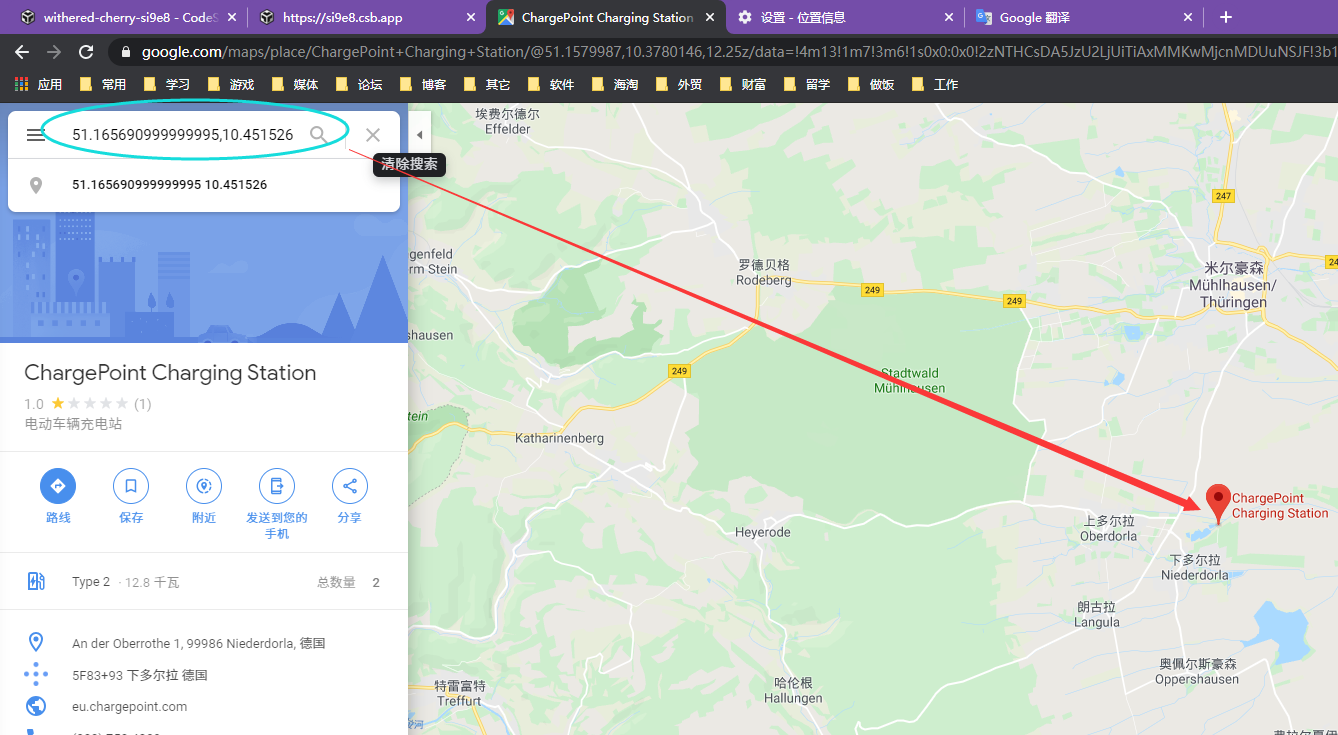 withered-cherry-si9e8 - CodeS
https://si9e8.csb.app
ChargePoint Charging Station
设置 - 位置信息
Google 翻译
google.com/maps/place/ChargePoint+Charging+Station/@51.1579987,10.3780146,12.25z/data=!4m13!1m7!3m6!1s0x0:0x0!2zNTHCsDA5JzU2LjUiTiAxMMKwMjcnMDUuNSJF!3b1
应用
常用
学习
游戏
媒体
论坛
博客
其它
软件
海淘
外贸
财富
留学
做饭
工作
51.165690999999995,10.451526
清除搜索
51.165690999999995 10.451526
ChargePoint Charging Station
1.0 (1)
电动车辆充电站
路线
保存
附近
发送到您的
手机
分享
Type 2 · 12.8 千瓦
总数量 2
An der Oberrothe 1, 99986 Niederdorla, 德国
5F83+93 下多尔拉 德国
eu.chargepoint.com
埃费尔德尔
Effelder
247
24
genfeld
rm Stein
罗德贝格
Rodeberg
249
249
米尔豪森
Mühlhausen/
Thüringen
shausen
249
Stadtwald
Mühlhausen
tein
Katharinenberg
ChargePoint
Charging Station
Heyerode
上多尔拉
Oberdorla
下多尔拉
Niederdorla
朗古拉
Langula
奥佩尔斯豪森
Oppershausen
特雷富特
Treffurt
哈伦根
Hallungen